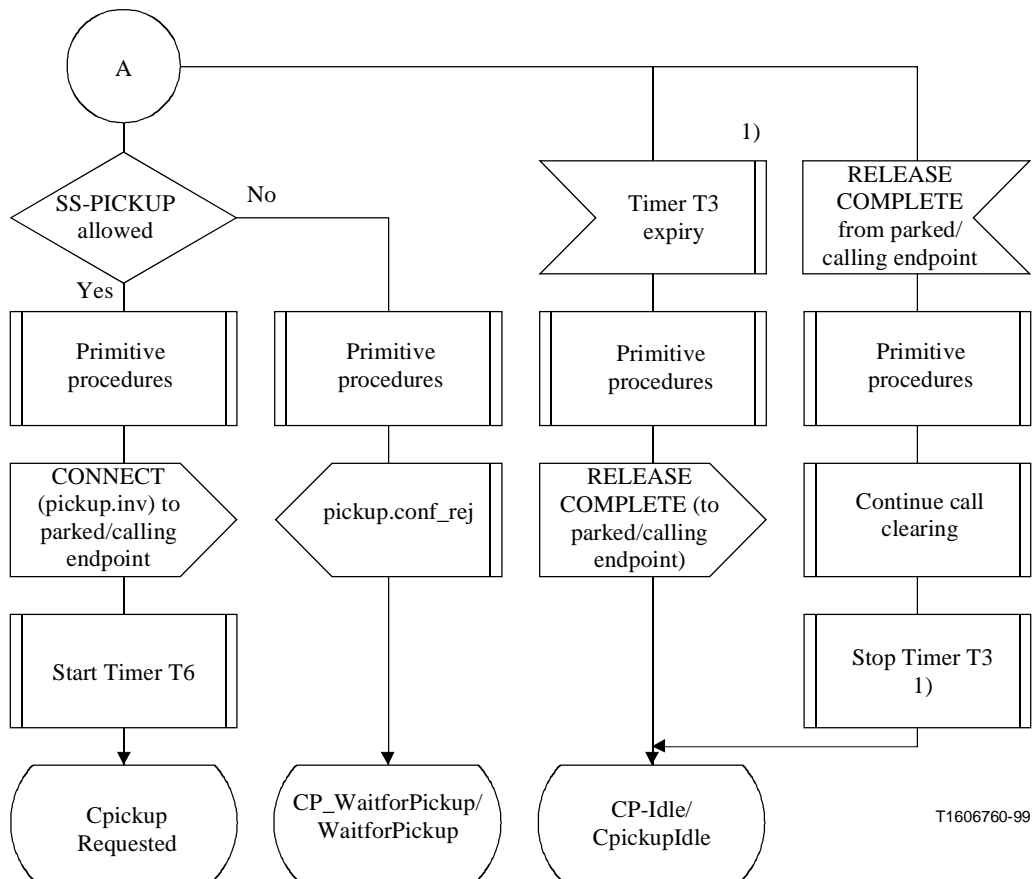 A
1)
SS-PICKUP
allowed
No
Yes
Timer T3
expiry
RELEASE
COMPLETE
from parked/
calling endpoint
Primitive
procedures
Primitive
procedures
Primitive
procedures
Primitive
procedures
CONNECT
(pickup.inv) to
parked/calling
endpoint
pickup.conf_rej
RELEASE
COMPLETE (to
parked/calling
endpoint)
Continue call
clearing
Start Timer T6
Stop Timer T3
1)
Cpickup
Requested
CP_WaitforPickup/
WaitforPickup
CP-Idle/
CpickupIdle
T1606760-99